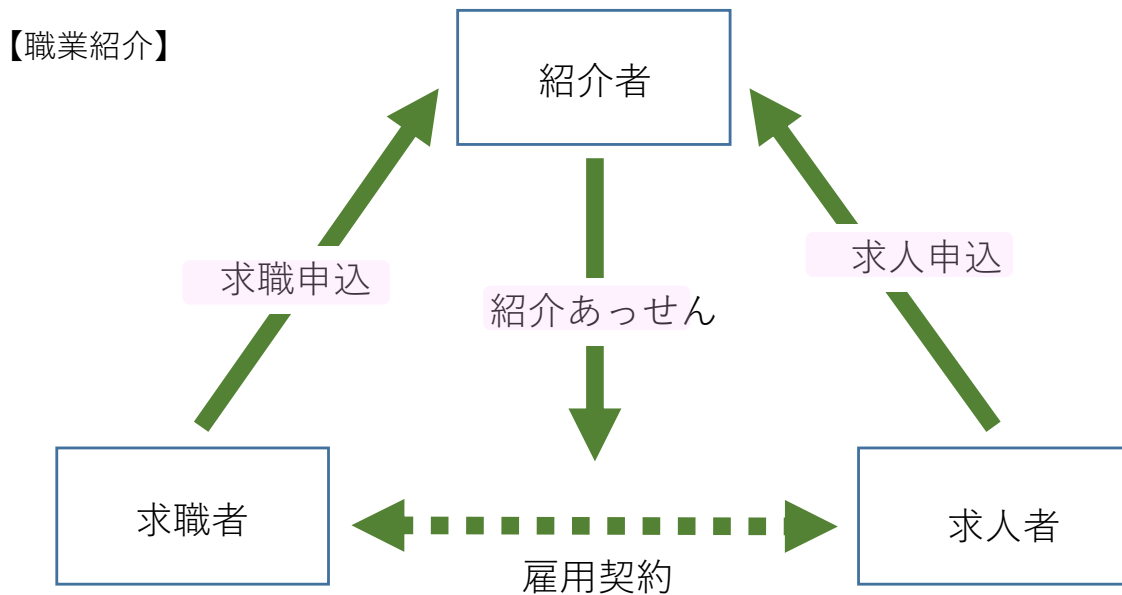 【職業紹介】
紹介者
求職申込
求人申込
紹介あっせん
求職者
求人者
雇用契約